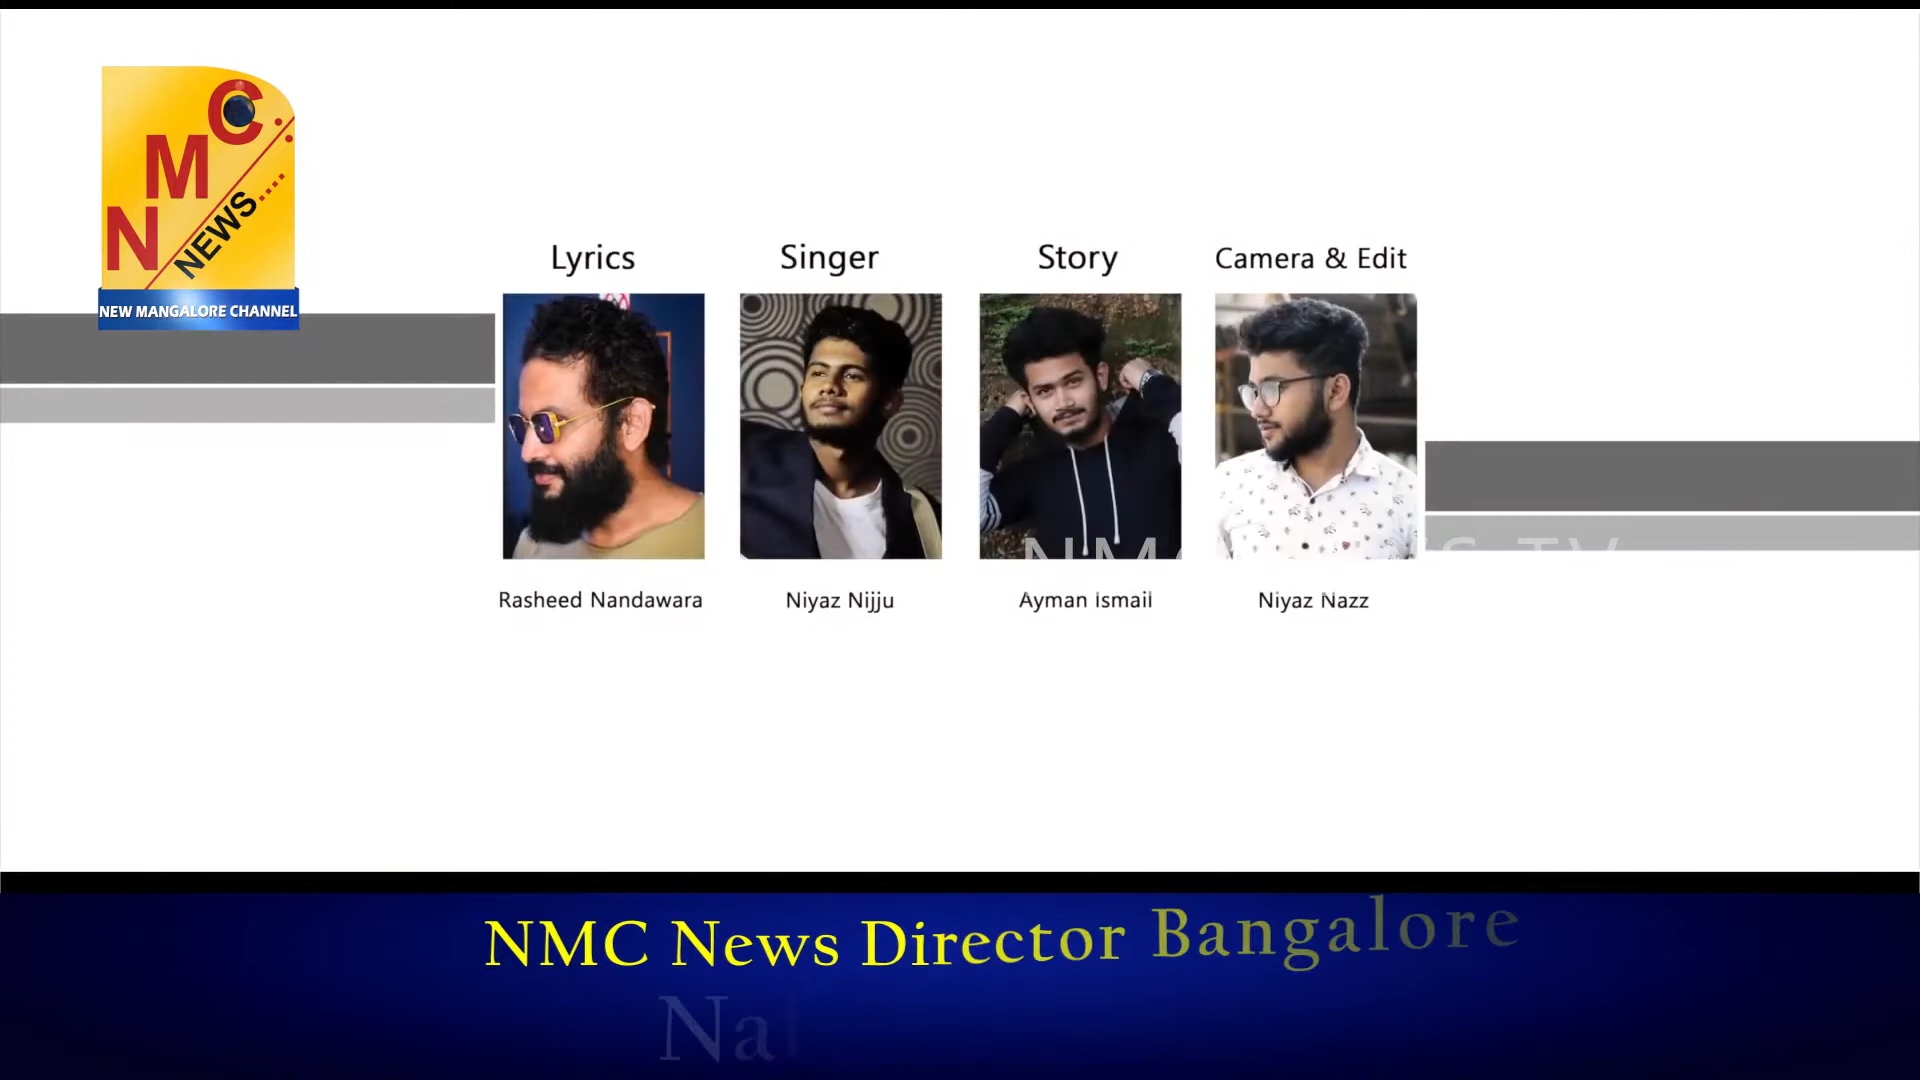 NMC
NEWS....
NEW MANGALORE CHANNEL
Lyrics
Singer
Story
Camera & Edit
Rasheed Nandawara
Niyaz Nijju
Ayman Ismail
Niyaz Nazz
NMC News Director Bangalore